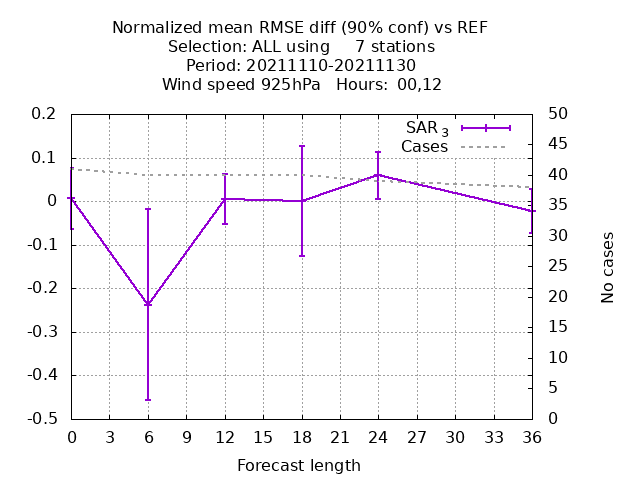 Normalized mean RMSE diff (90% conf) vs REF
Selection: ALL using     7 stations
Period: 20211110-20211130
Wind speed 925hPa   Hours: 00,12
SAR 3
Cases
0.2
0.1
0
-0.1
-0.2
-0.3
-0.4
-0.5
50
45
40
35
30
25
20
15
10
5
0
No cases
0 3 6 9 12 15 18 21 24 27 30 33 36
Forecast length